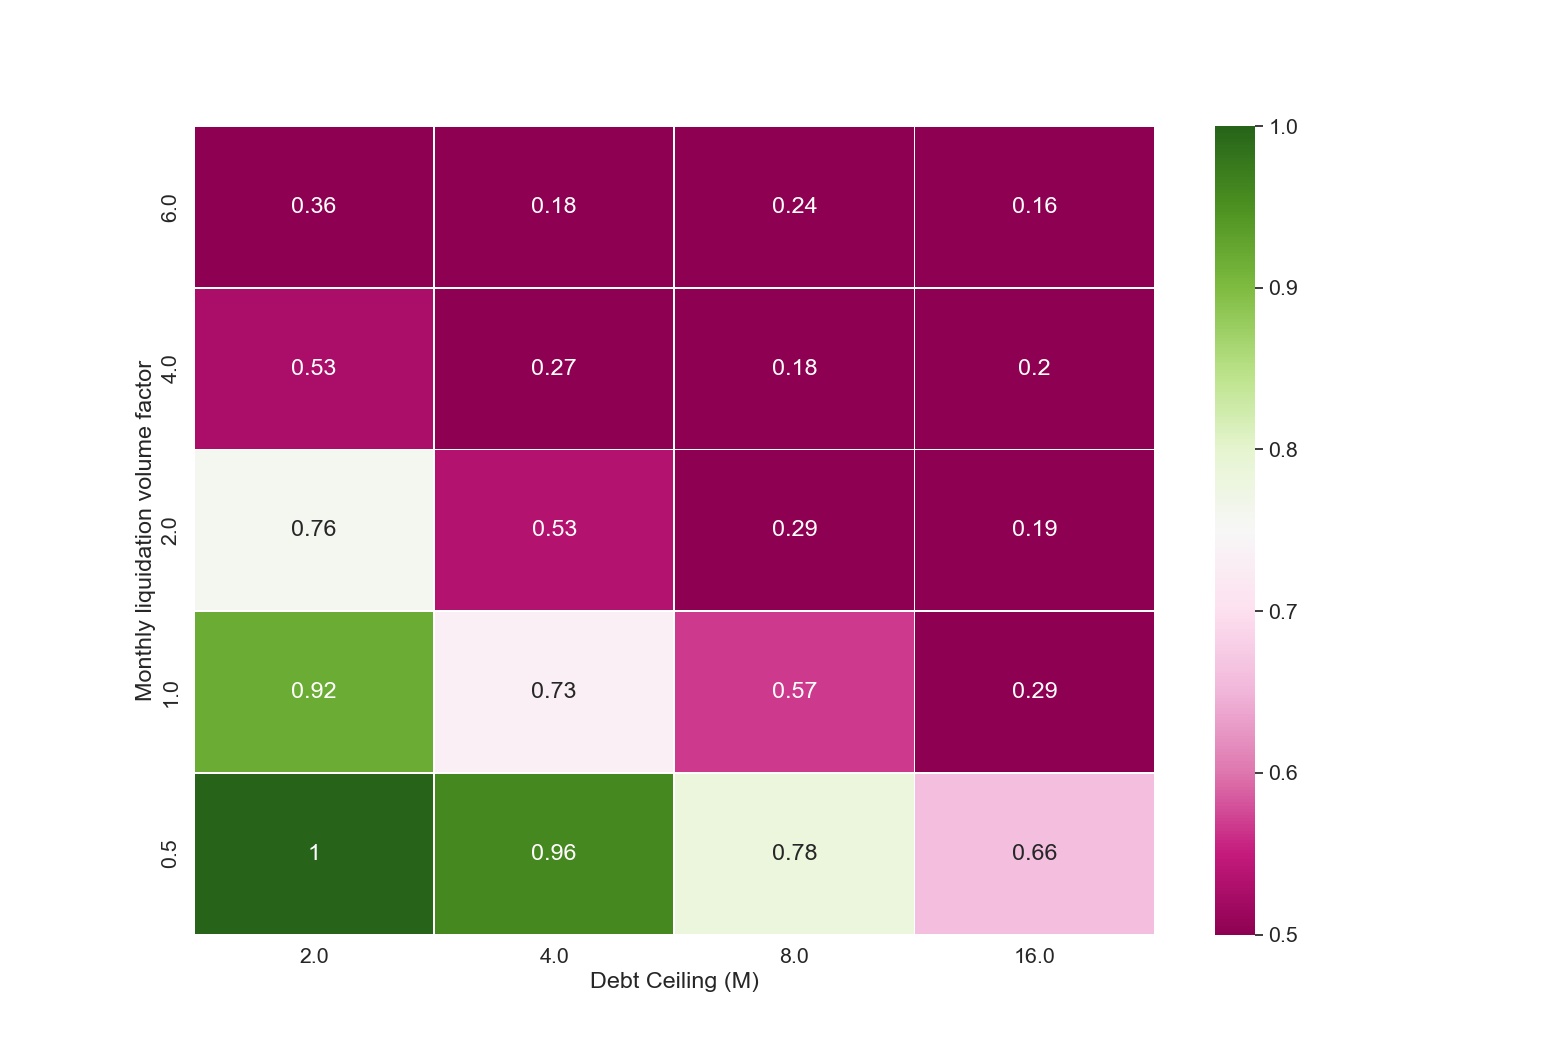 1.0
6.0 0.36 0.18 0.24 0.16
0.9
4.0 0.53 0.27 0.18 0.2
0.8
Monthly liquidation volume factor
2.0 0.76 0.53 0.29 0.19
0.7
1.0 0.92 0.73 0.57 0.29
0.6
0.5 1 0.96 0.78 0.66
0.5
2.0 4.0 8.0 16.0
Debt Ceiling (M)